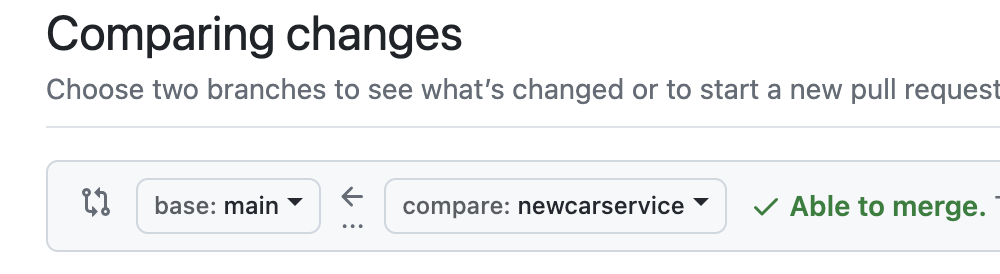 Comparing changes
Choose two branches to see what’s changed or to start a new pull request
base: main ← compare: newcarservice ✓ Able to merge.
...